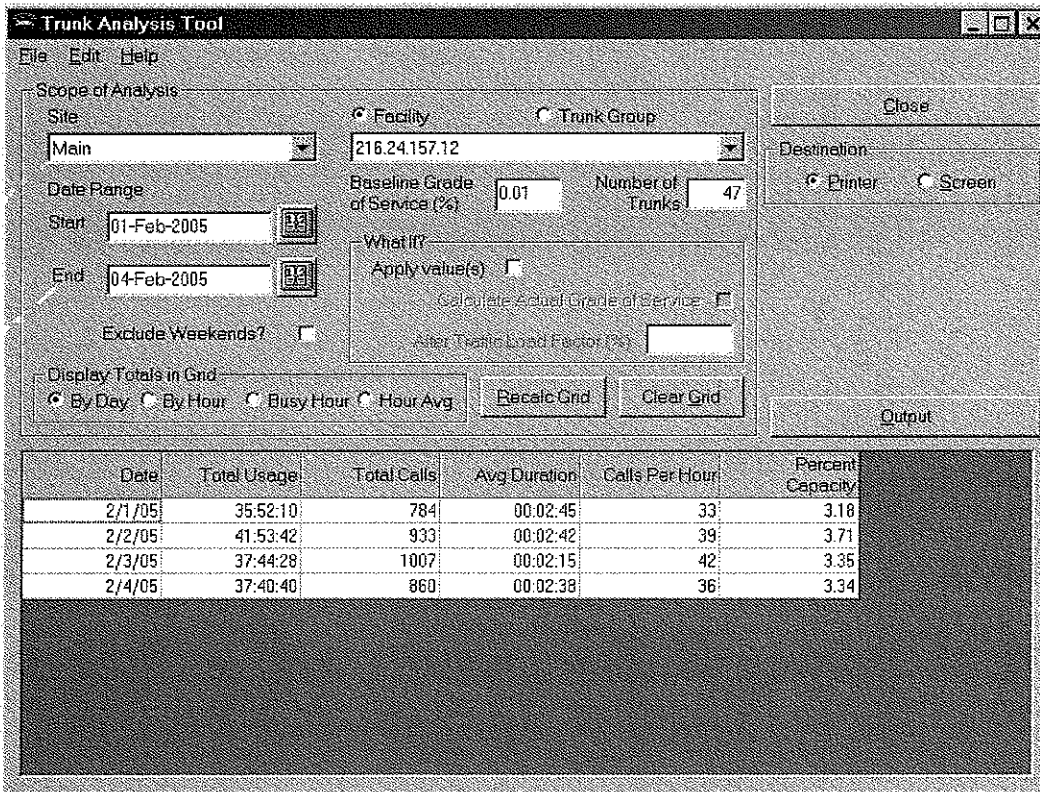 Trunk Analysis Tool
File Edit Help
Scope of Analysis
Site
Main
Facility Trunk Group
216.24.157.12
Close
Destination
Printer Screen
Date Range
Start 01-Feb-2005
End 04-Feb-2005
Exclude Weekends?
Baseline Grade of Service (%) 0.01
Number of Trunks 47
What If?
Apply value(s)
Calculate Actual Grade of Service
Alter Traffic Load Factor (%)
Display Totals in Grid
By Day By Hour Busy Hour Hour Avg
Recalc Grid Clear Grid
Output
Date Total Usage Total Calls Avg Duration Calls Per Hour Percent Capacity
2/1/05 35:52:10 784 00:02:45 33 3.18
2/2/05 41:53:42 933 00:02:42 39 3.71
2/3/05 37:44:28 1007 00:02:15 42 3.35
2/4/05 37:40:40 860 00:02:38 36 3.34